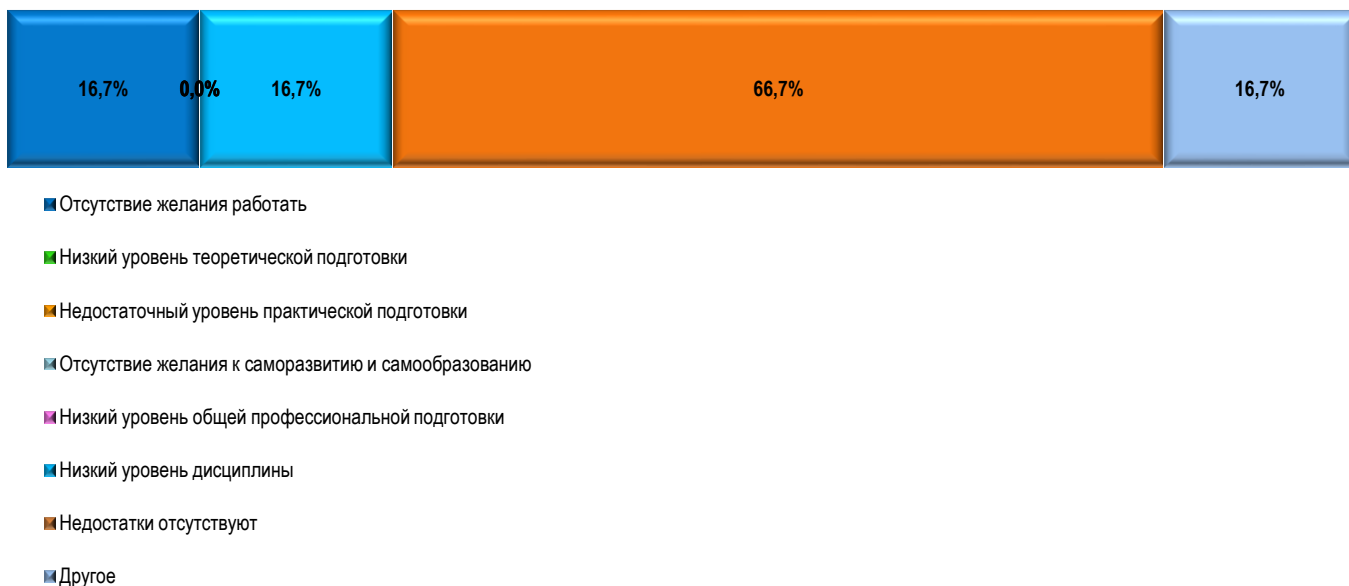 16,7% 0,0% 16,7% 66,7% 16,7%
Отсутствие желания работать
Низкий уровень теоретической подготовки
Недостаточный уровень практической подготовки
Отсутствие желания к саморазвитию и самообразованию
Низкий уровень общей профессиональной подготовки
Низкий уровень дисциплины
Недостатки отсутствуют
Другое